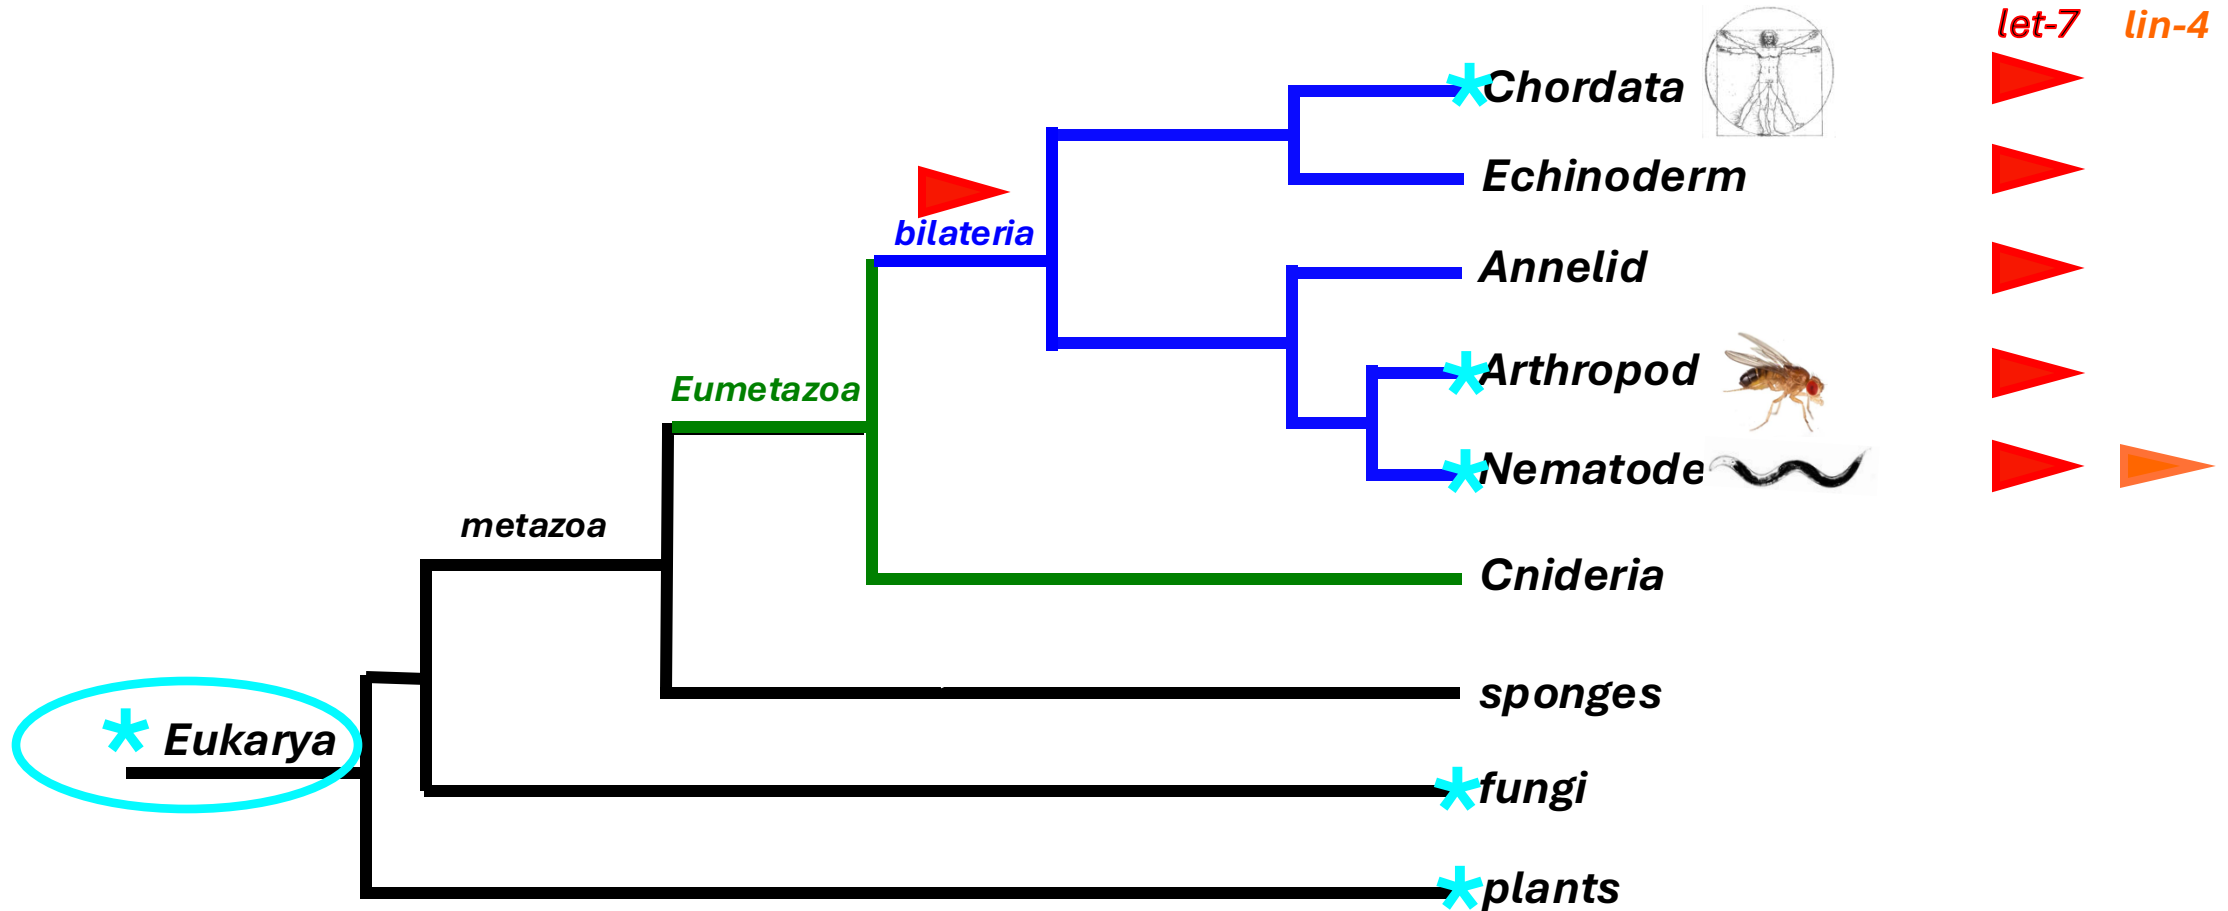 let-7 lin-4
*Chordata
Echinoderm
bilateria
Annelid
*Arthropod
Eumetazoa
*Nematode
metazoa
Cnideria
sponges
* Eukarya
*fungi
*plants